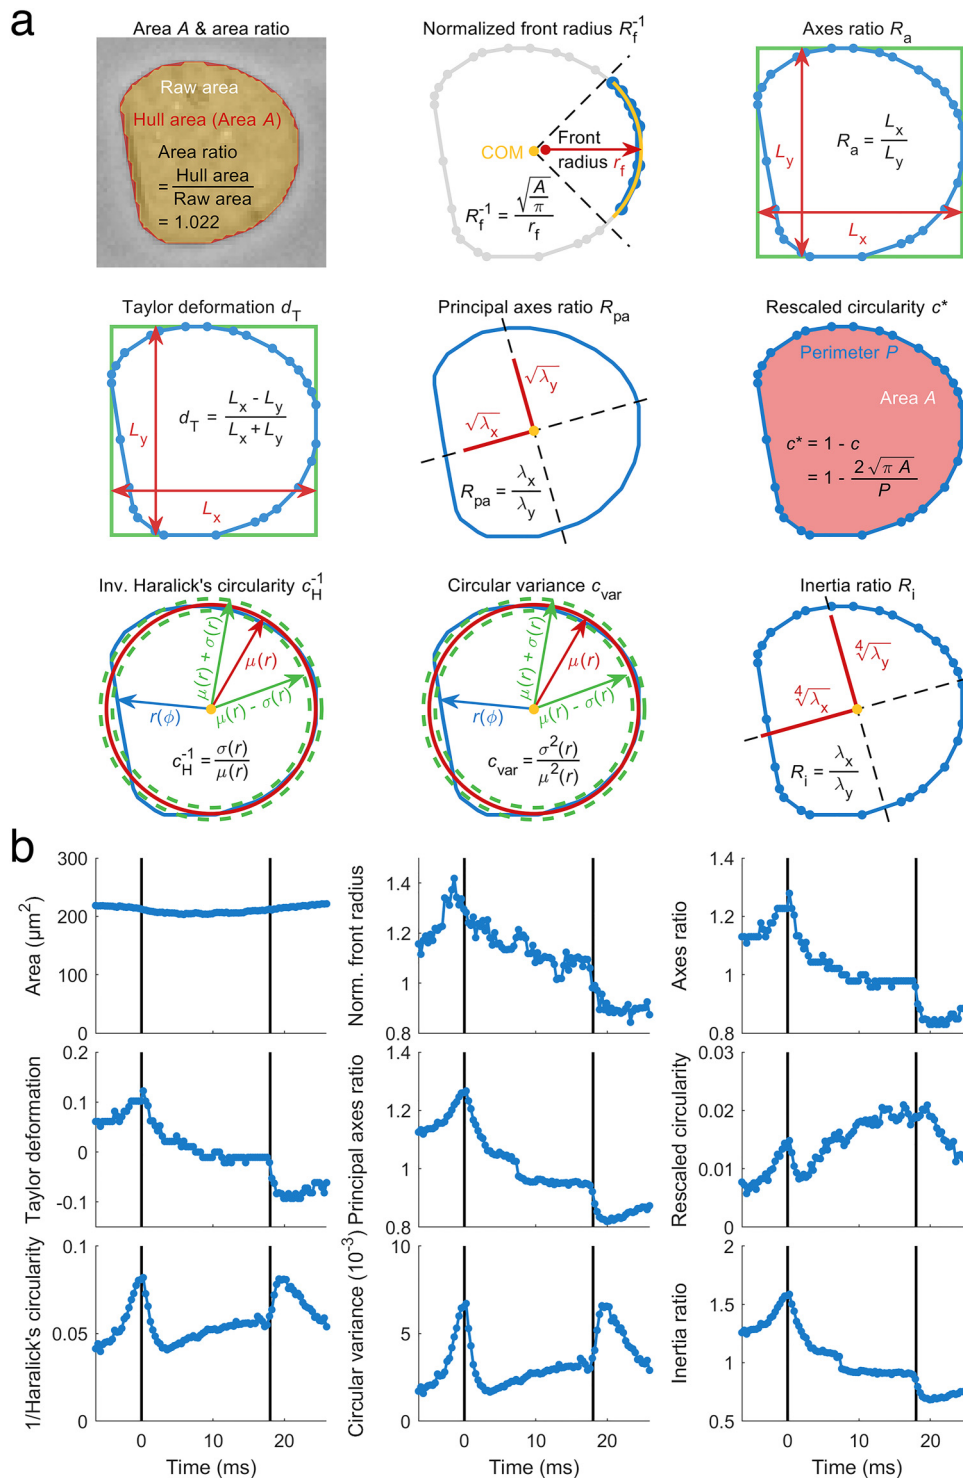 a
Area A & area ratio
Raw area
Hull area (Area A)
Area ratio
= Hull area / Raw area
= 1.022
Normalized front radius R_f^-1
COM
Front
radius r_f
R_f^-1 = √(A/π) / r_f
Axes ratio R_a
L_y
R_a = L_x / L_y
L_x
Taylor deformation d_T
L_y
d_T = (L_x - L_y) / (L_x + L_y)
L_x
Principal axes ratio R_pa
√λ_y
√λ_x
R_pa = λ_x / λ_y
Rescaled circularity c*
Perimeter P
Area A
c* = 1 - c
= 1 - 2√(π A) / P
Inv. Haralick's circularity c_H^-1
μ(r) + σ(r)
μ(r)
r(ϕ)
μ(r) - σ(r)
c_H^-1 = σ(r) / μ(r)
Circular variance c_var
μ(r) + σ(r)
μ(r)
r(ϕ)
μ(r) - σ(r)
c_var = σ²(r) / μ²(r)
Inertia ratio R_i
∜λ_y
∜λ_x
R_i = λ_x / λ_y
b
Area (μm²)
300
200
100
0
Norm. front radius
1.4
1.2
1
0.8
Axes ratio
1.4
1.2
1
0.8
Taylor deformation
0.2
0.1
0
-0.1
Principal axes ratio
1.4
1.2
1
0.8
Rescaled circularity
0.03
0.02
0.01
0
1/Haralick's circularity
0.1
0.05
0
0 10 20
Time (ms)
Circular variance (10⁻³)
10
5
0
0 10 20
Time (ms)
Inertia ratio
2
1.5
1
0.5
0 10 20
Time (ms)